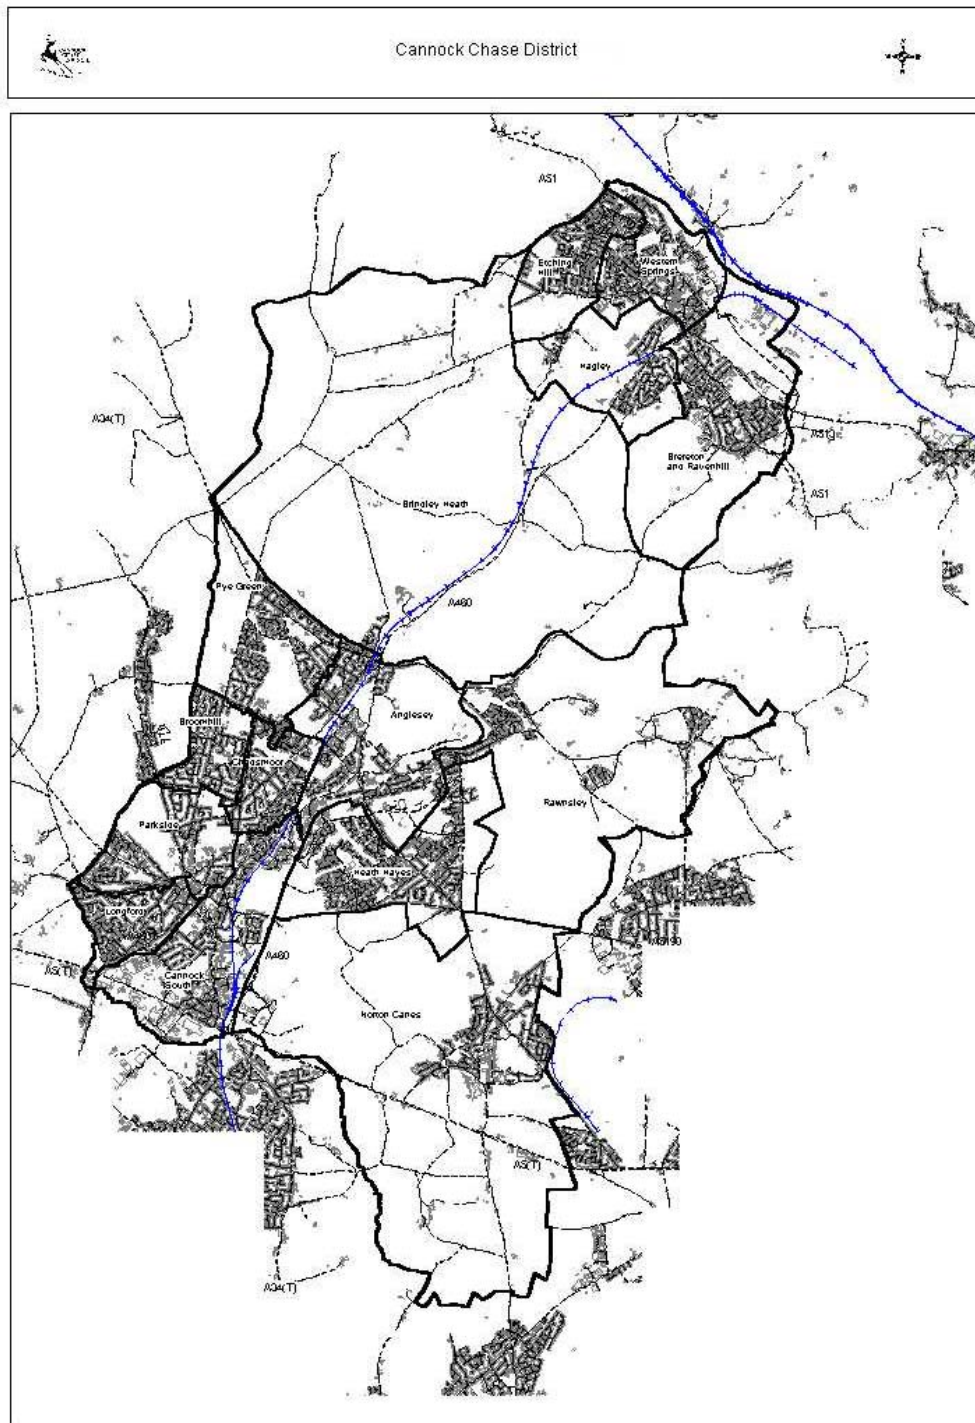 Cannock Chase District
A51
Etching
Hill
Western
Springs
Hagley
A34(T)
A513
Brereton
and Ravenhill
A51
Brindley Heath
Pye Green
A460
Anglesey
Broomhill
Chadsmoor
Rawnsley
Parkside
Heath Hayes
Longford
A5190
A460
A5(T)
Cannock
South
Norton Canes
A5(T)
A34(T)